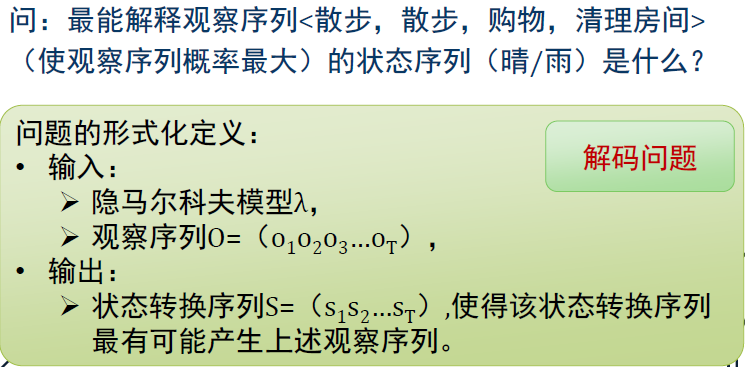 问：最能解释观察序列<散步，散步，购物，清理房间>
（使观察序列概率最大）的状态序列（晴/雨）是什么？
问题的形式化定义：
解码问题
• 输入：
➢ 隐马尔科夫模型λ，
➢ 观察序列O=（o₁o₂o₃…o_T），
• 输出：
➢ 状态转换序列S=（s₁s₂…s_T）,使得该状态转换序列
最有可能产生上述观察序列。